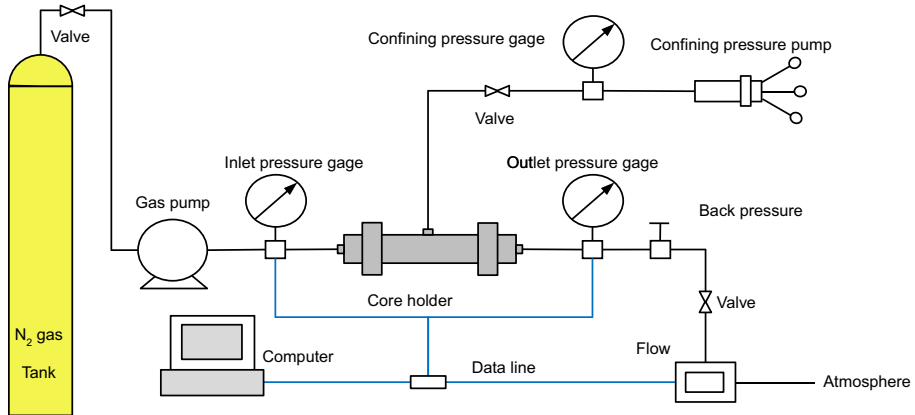 Valve
Confining pressure gage
Confining pressure pump
Valve
Inlet pressure gage
Outlet pressure gage
Gas pump
Back pressure
Core holder
Valve
N₂ gas
Tank
Computer
Data line
Flow
Atmosphere